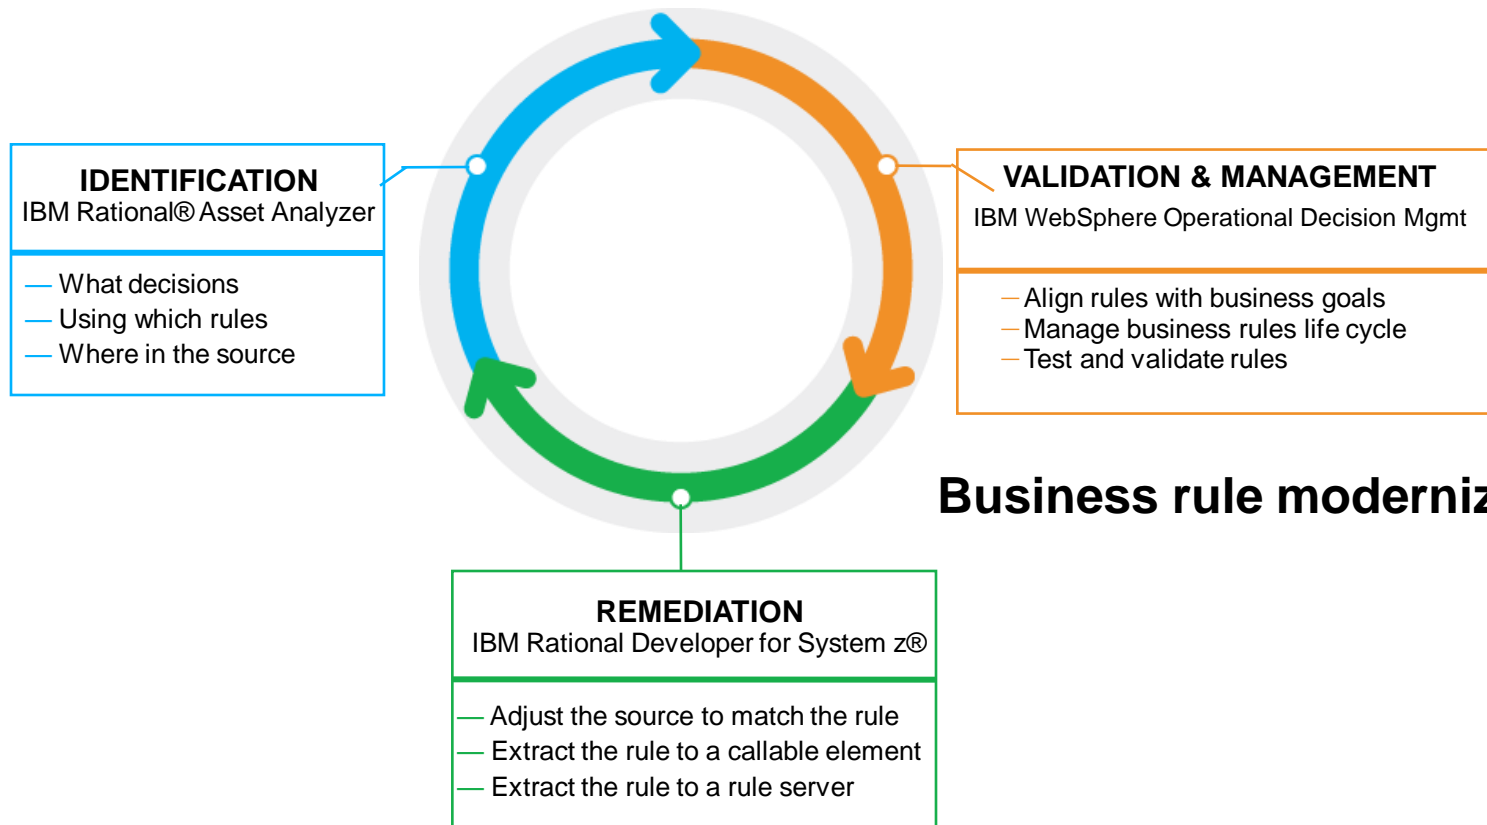 IDENTIFICATION
IBM Rational® Asset Analyzer
— What decisions
— Using which rules
— Where in the source
VALIDATION & MANAGEMENT
IBM WebSphere Operational Decision Mgmt
— Align rules with business goals
— Manage business rules life cycle
— Test and validate rules
Business rule moderniz
REMEDIATION
IBM Rational Developer for System z®
— Adjust the source to match the rule
— Extract the rule to a callable element
— Extract the rule to a rule server